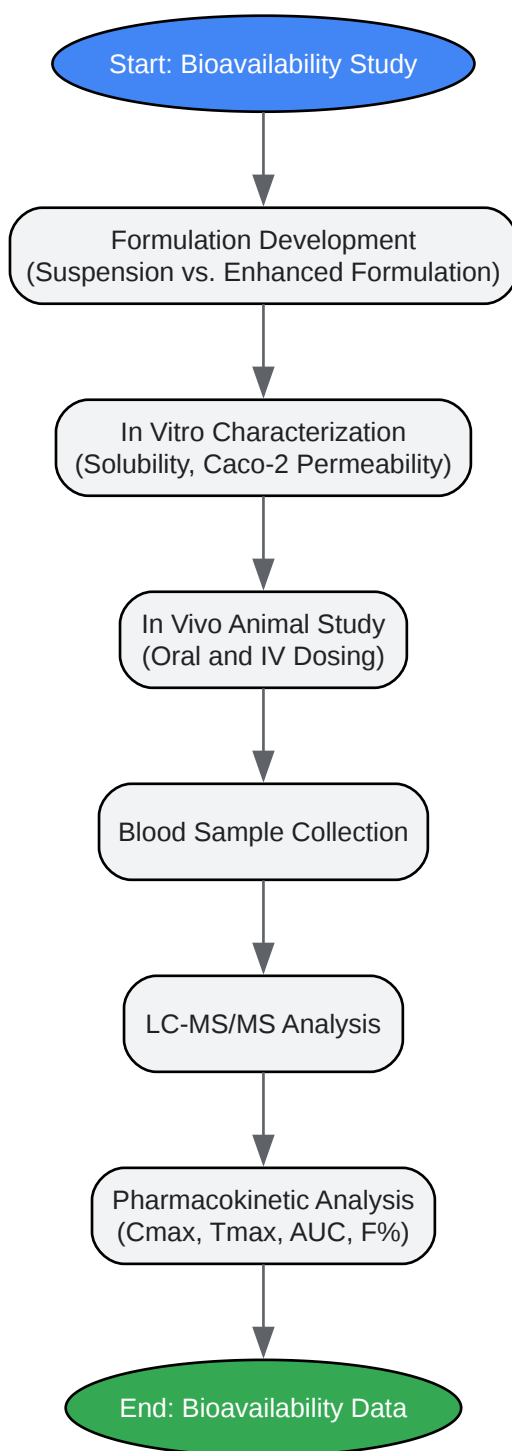 Start: Bioavailability Study
Formulation Development
(Suspension vs. Enhanced Formulation)
In Vitro Characterization
(Solubility, Caco-2 Permeability)
In Vivo Animal Study
(Oral and IV Dosing)
Blood Sample Collection
LC-MS/MS Analysis
Pharmacokinetic Analysis
(Cmax, Tmax, AUC, F%)
End: Bioavailability Data